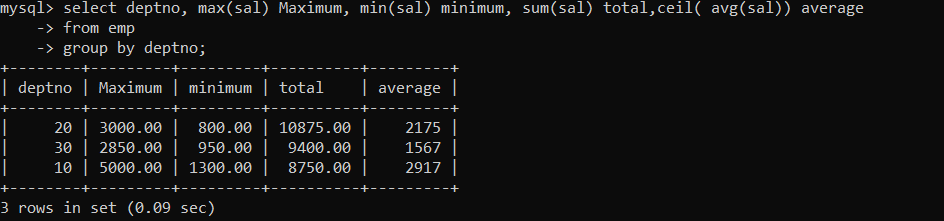 mysql> select deptno, max(sal) Maximum, min(sal) minimum, sum(sal) total,ceil( avg(sal)) average
    -> from emp
    -> group by deptno;
+--------+---------+---------+----------+---------+
| deptno | Maximum | minimum | total    | average |
+--------+---------+---------+----------+---------+
|     20 | 3000.00 |  800.00 | 10875.00 |    2175 |
|     30 | 2850.00 |  950.00 |  9400.00 |    1567 |
|     10 | 5000.00 | 1300.00 |  8750.00 |    2917 |
+--------+---------+---------+----------+---------+
3 rows in set (0.09 sec)